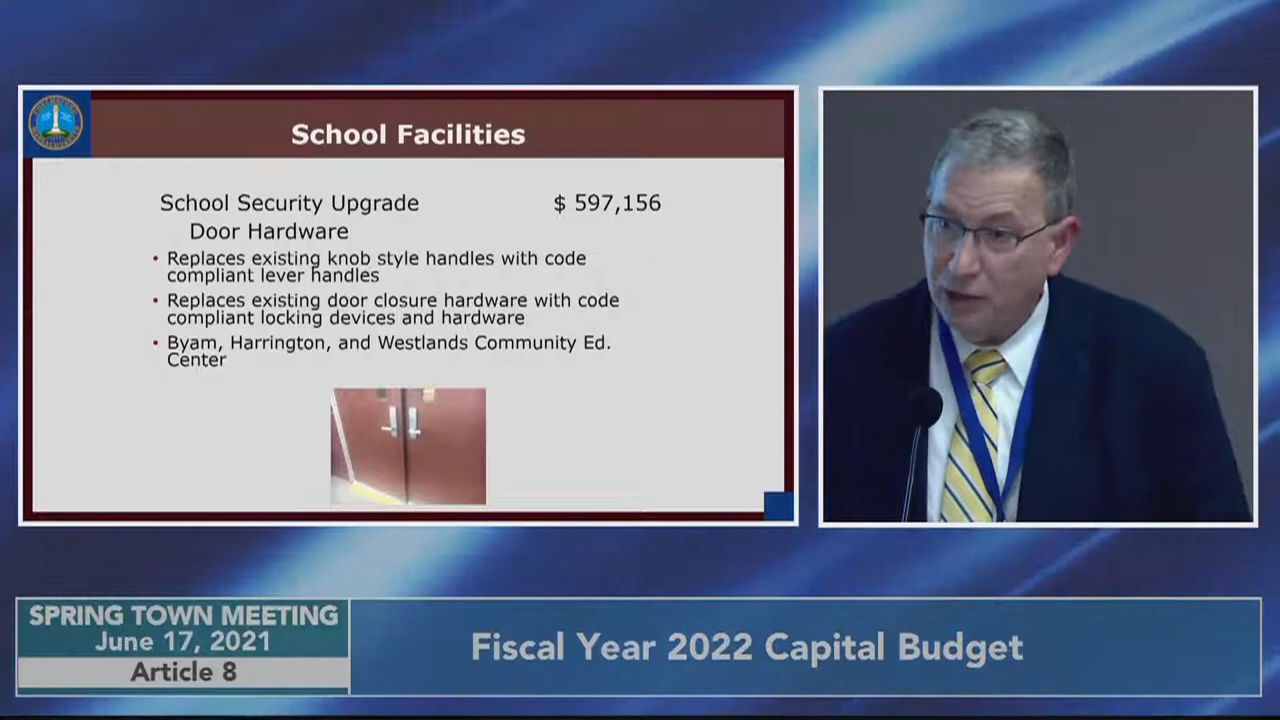 School Facilities
School Security Upgrade $ 597,156
Door Hardware
• Replaces existing knob style handles with code
compliant lever handles
• Replaces existing door closure hardware with code
compliant locking devices and hardware
• Byam, Harrington, and Westlands Community Ed.
Center
SPRING TOWN MEETING
June 17, 2021
Article 8
Fiscal Year 2022 Capital Budget